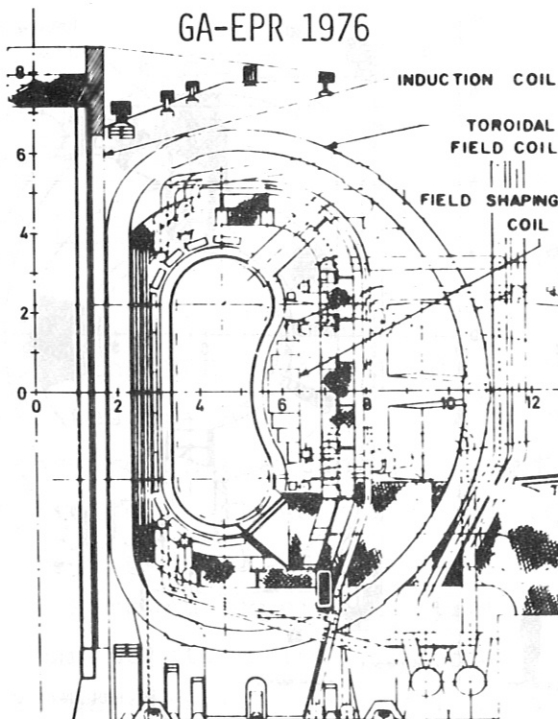 GA-EPR 1976
INDUCTION COIL
TOROIDAL
FIELD COIL
FIELD SHAPING
COIL
8
6
4
2
0
0 2 4 6 8 10 12